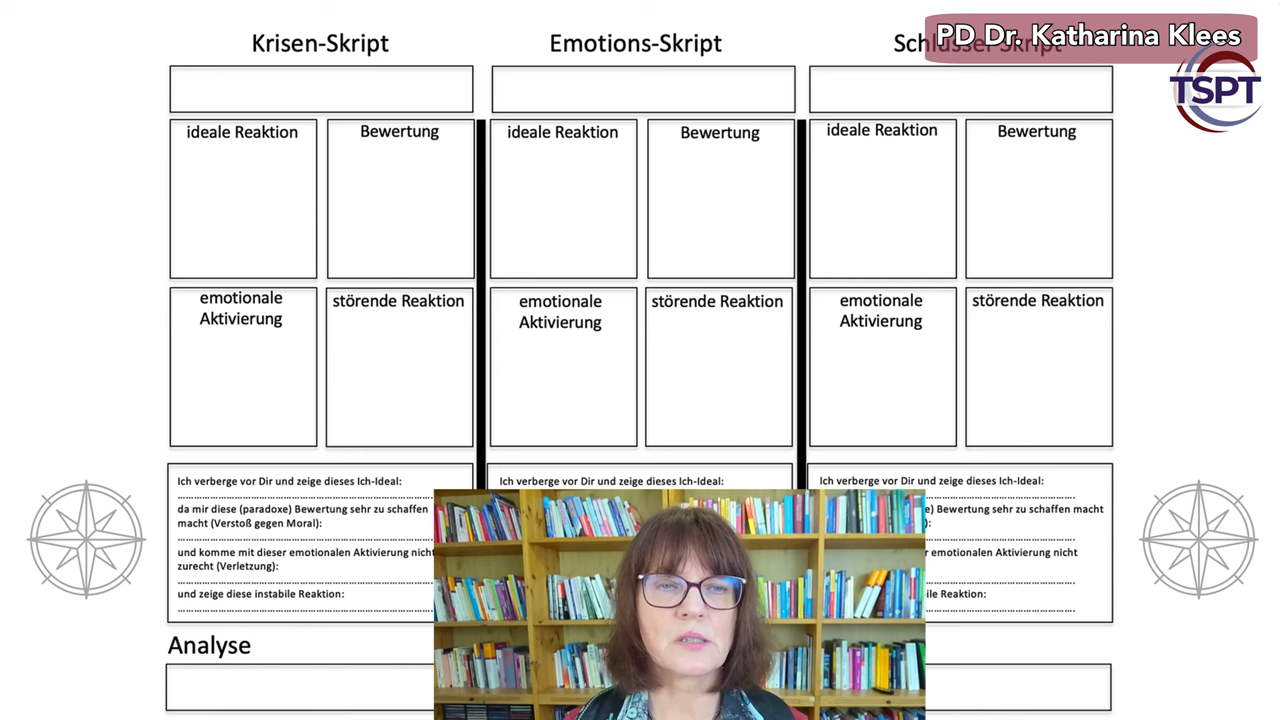 PD Dr. Katharina Klees
TSPT
Krisen-Skript
Emotions-Skript
Schlüssel-Skript
ideale Reaktion
Bewertung
ideale Reaktion
Bewertung
ideale Reaktion
Bewertung
emotionale
Aktivierung
störende Reaktion
emotionale
Aktivierung
störende Reaktion
emotionale
Aktivierung
störende Reaktion
Ich verberge vor Dir und zeige dieses Ich-Ideal:
da mir diese (paradoxe) Bewertung sehr zu schaffen
macht (Verstoß gegen Moral):
und komme mit dieser emotionalen Aktivierung nicht
zurecht (Verletzung):
und zeige diese instabile Reaktion:
Ich verberge vor Dir und zeige dieses Ich-Ideal:
Ich verberge vor Dir und zeige dieses Ich-Ideal:
e) Bewertung sehr zu schaffen macht
):
r emotionalen Aktivierung nicht
ile Reaktion:
Analyse